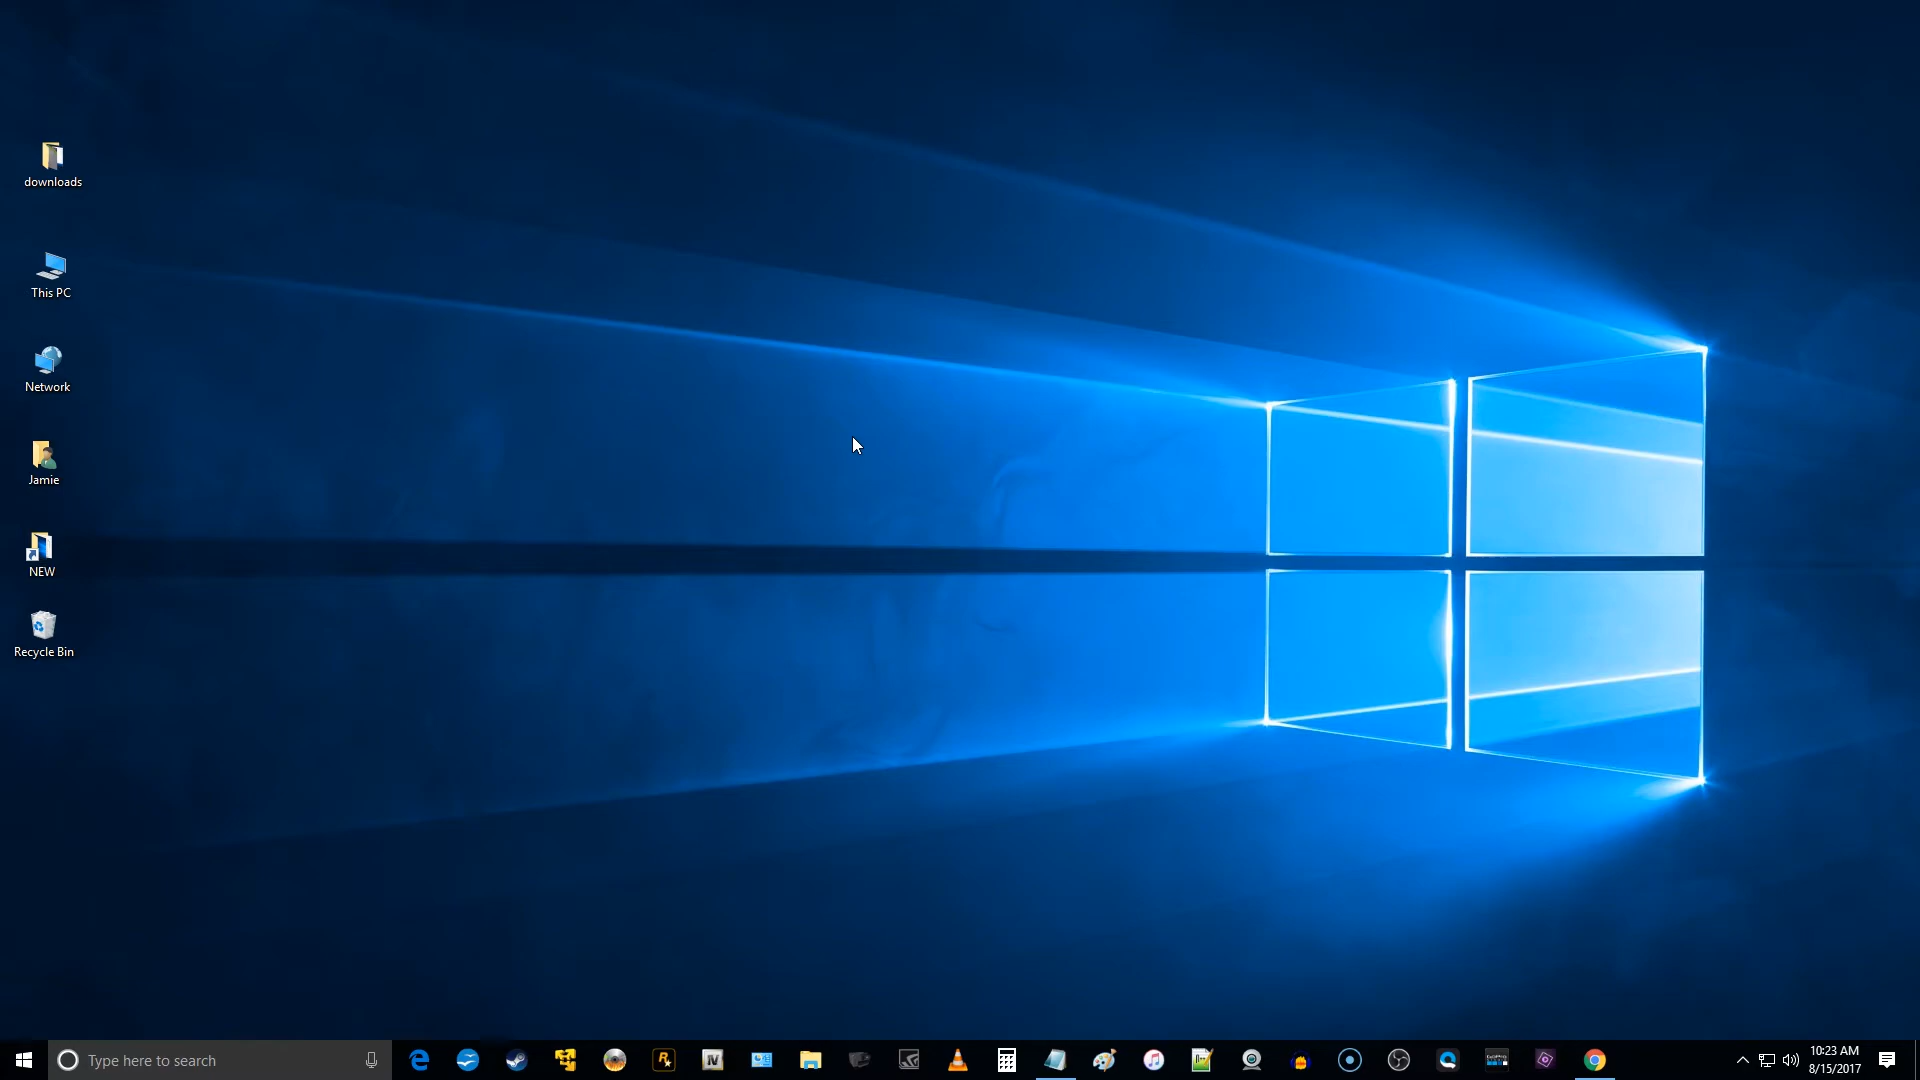 downloads
This PC
Network
Jamie
NEW
Recycle Bin
Type here to search
10:23 AM
8/15/2017